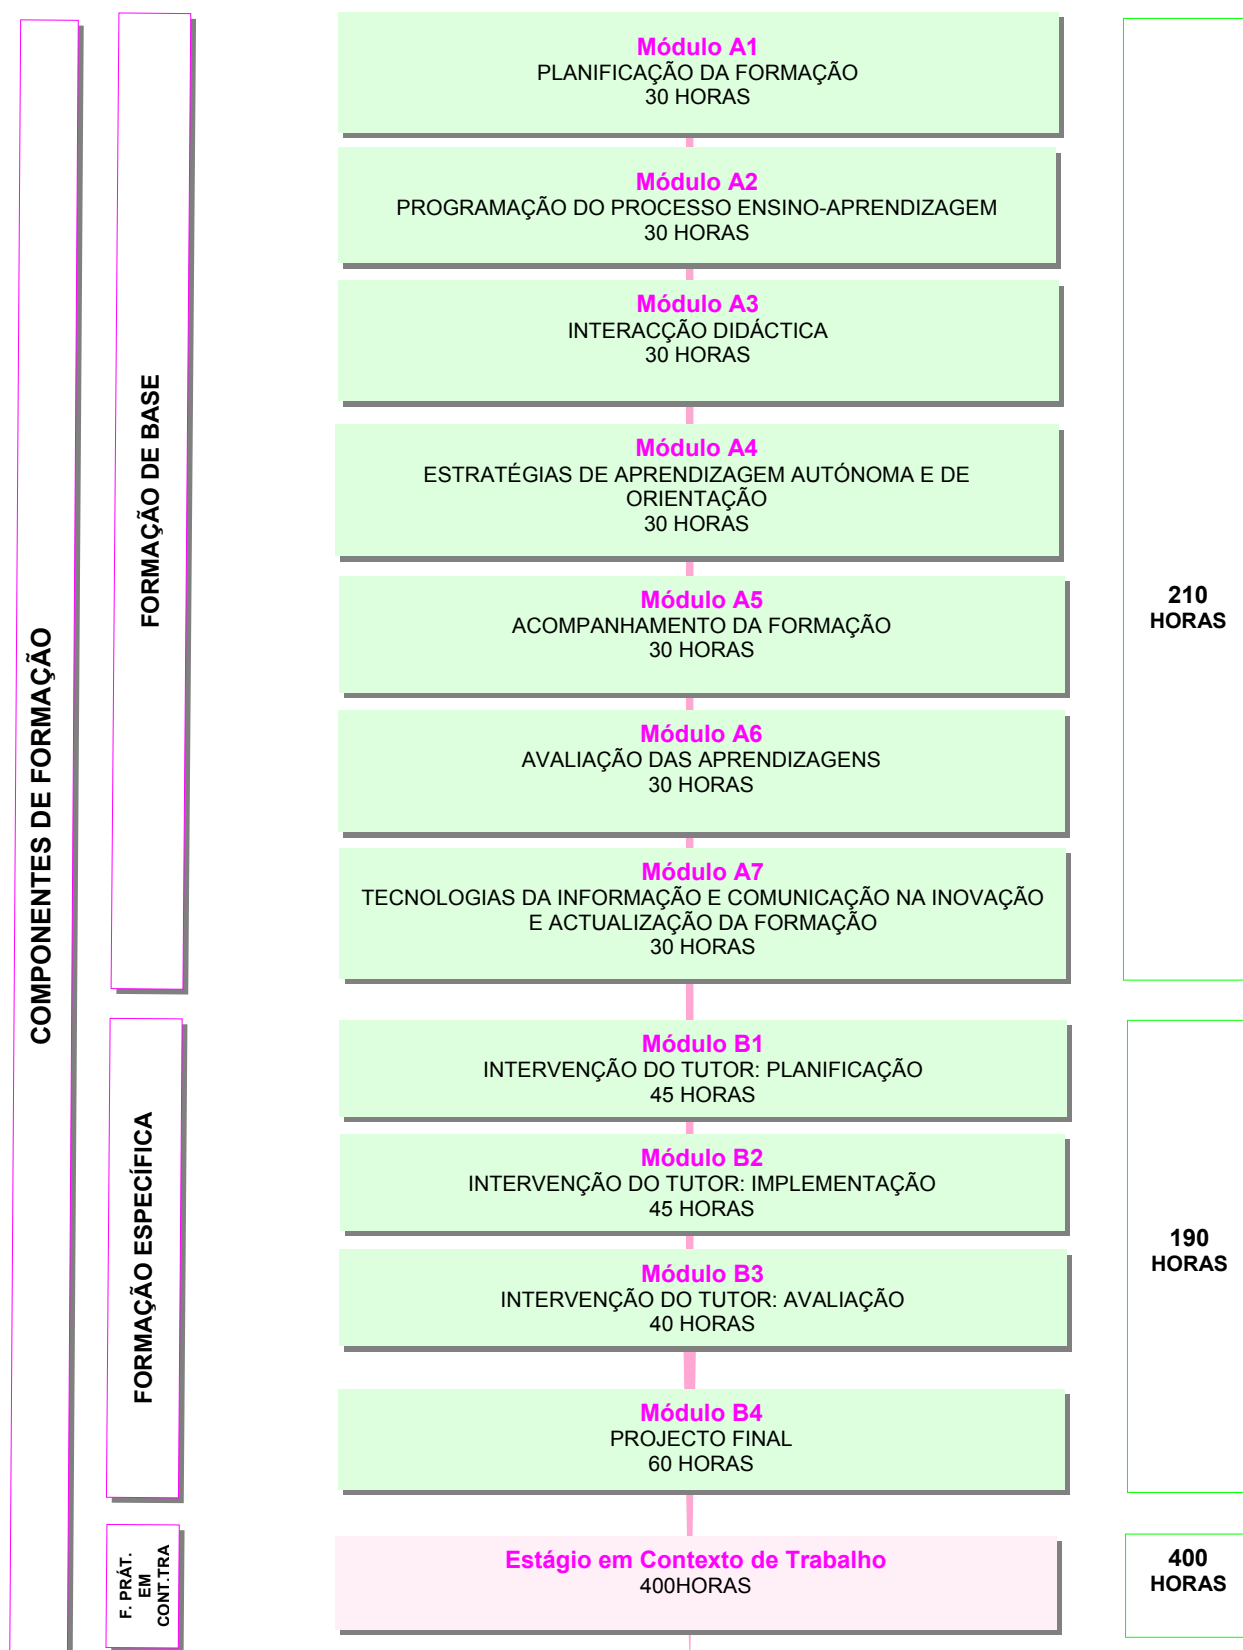 COMPONENTES DE FORMAÇÃO
FORMAÇÃO DE BASE
Módulo A1
PLANIFICAÇÃO DA FORMAÇÃO
30 HORAS
Módulo A2
PROGRAMAÇÃO DO PROCESSO ENSINO-APRENDIZAGEM
30 HORAS
Módulo A3
INTERACÇÃO DIDÁCTICA
30 HORAS
Módulo A4
ESTRATÉGIAS DE APRENDIZAGEM AUTÓNOMA E DE
ORIENTAÇÃO
30 HORAS
Módulo A5
ACOMPANHAMENTO DA FORMAÇÃO
30 HORAS
Módulo A6
AVALIAÇÃO DAS APRENDIZAGENS
30 HORAS
Módulo A7
TECNOLOGIAS DA INFORMAÇÃO E COMUNICAÇÃO NA INOVAÇÃO
E ACTUALIZAÇÃO DA FORMAÇÃO
30 HORAS
210
HORAS
FORMAÇÃO ESPECÍFICA
Módulo B1
INTERVENÇÃO DO TUTOR: PLANIFICAÇÃO
45 HORAS
Módulo B2
INTERVENÇÃO DO TUTOR: IMPLEMENTAÇÃO
45 HORAS
Módulo B3
INTERVENÇÃO DO TUTOR: AVALIAÇÃO
40 HORAS
Módulo B4
PROJECTO FINAL
60 HORAS
190
HORAS
F. PRÁT.
EM
CONT.TRA
Estágio em Contexto de Trabalho
400HORAS
400
HORAS